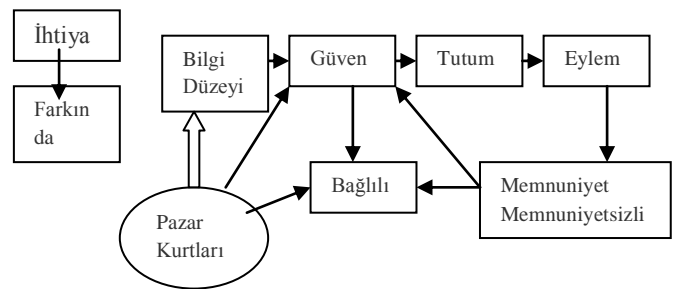 İhtiya
Farkın
da
Bilgi
Düzeyi
Güven
Tutum
Eylem
Bağlılı
Memnuniyet
Memnuniyetsizli
Pazar
Kurtları